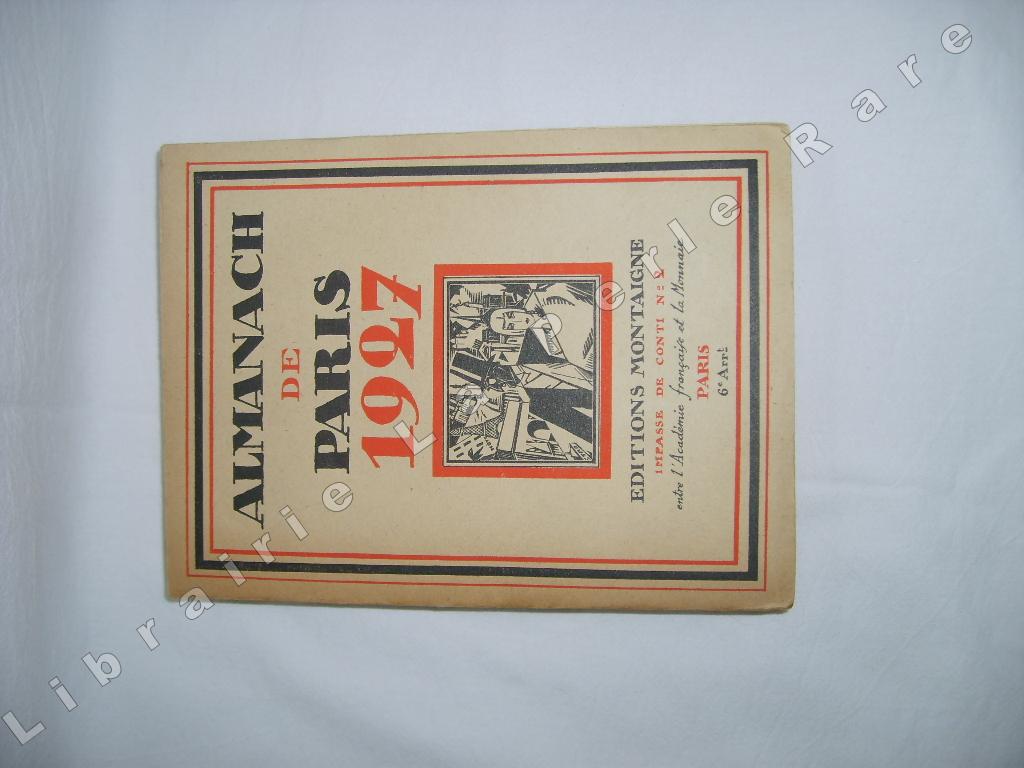 ALMANACH
DE
PARIS
1927
EDITIONS MONTAIGNE
IMPASSE DE CONTI Nº 2
entre l'Académie française et la Monnaie
PARIS
6e Arrt
Librairie La perle Rare